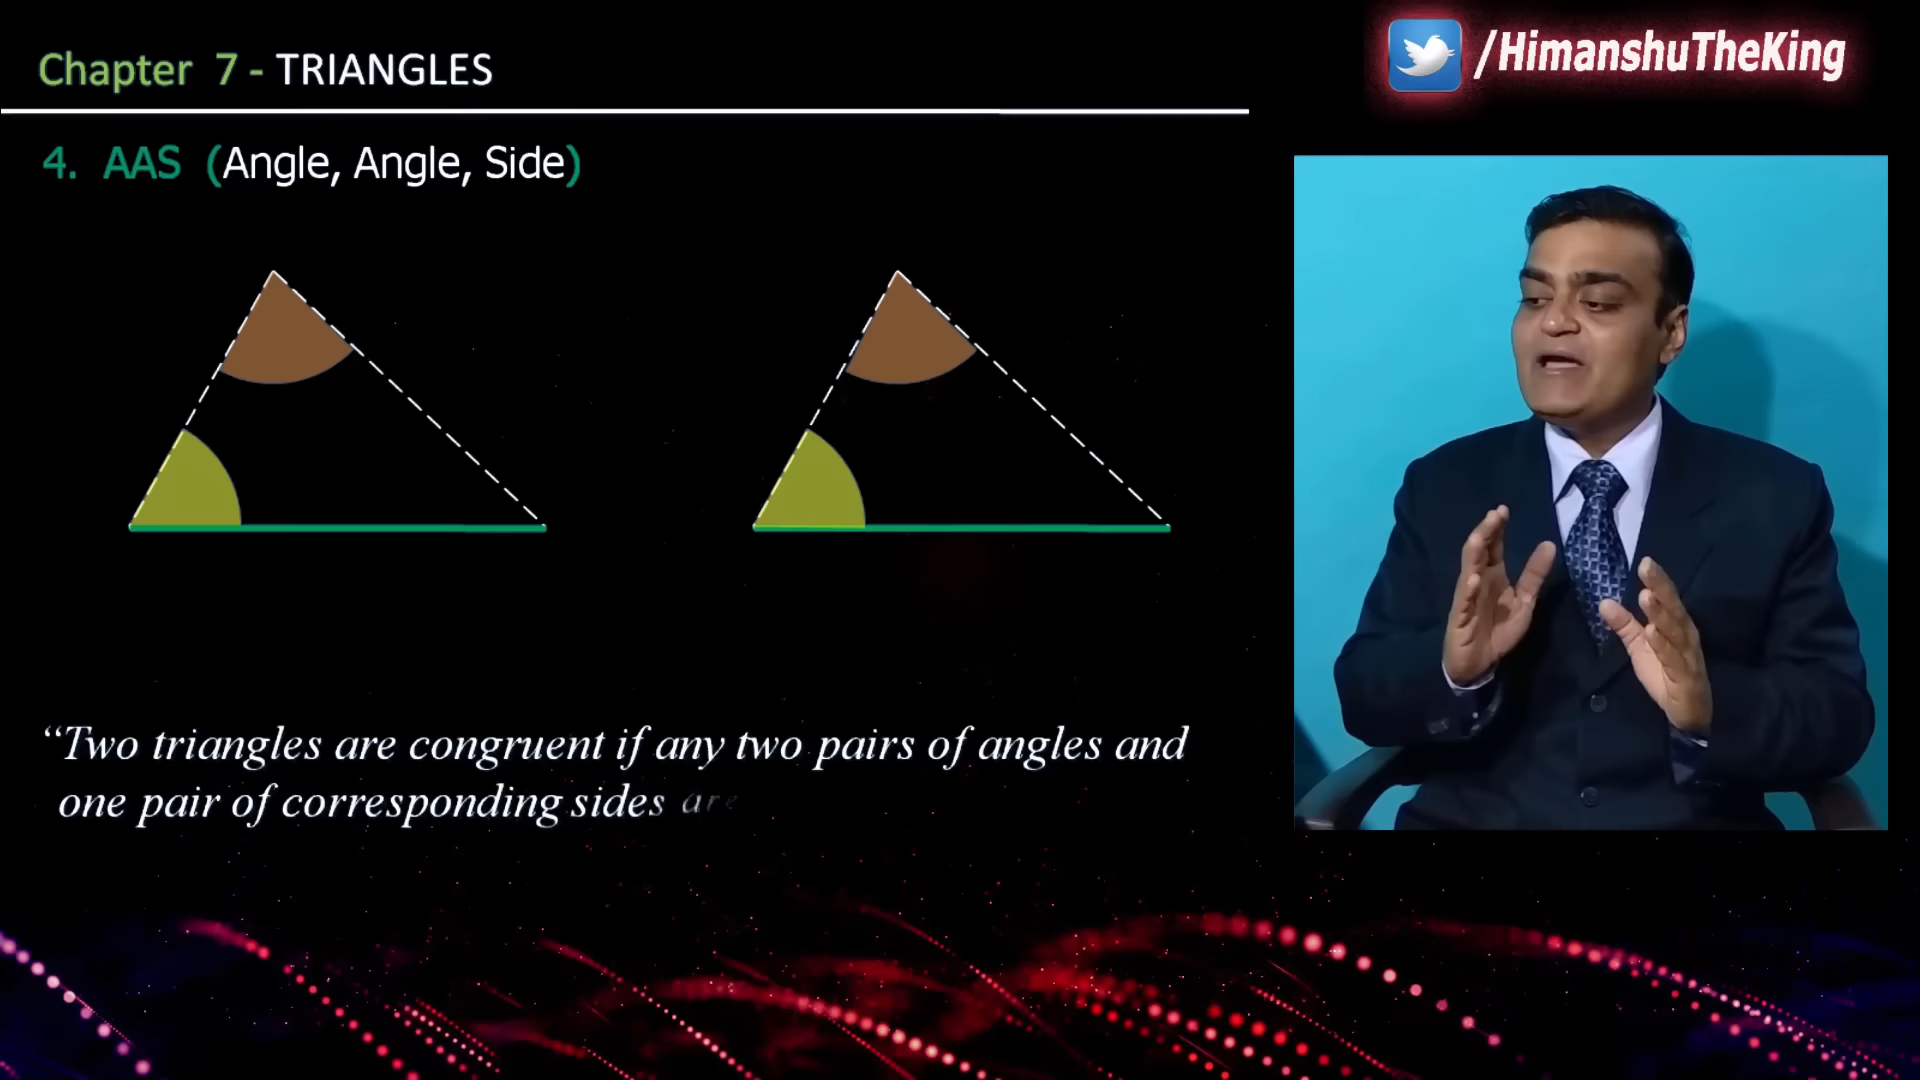 Chapter 7 - TRIANGLES
/HimanshuTheKing
4. AAS (Angle, Angle, Side)
“Two triangles are congruent if any two pairs of angles and
one pair of corresponding sides are